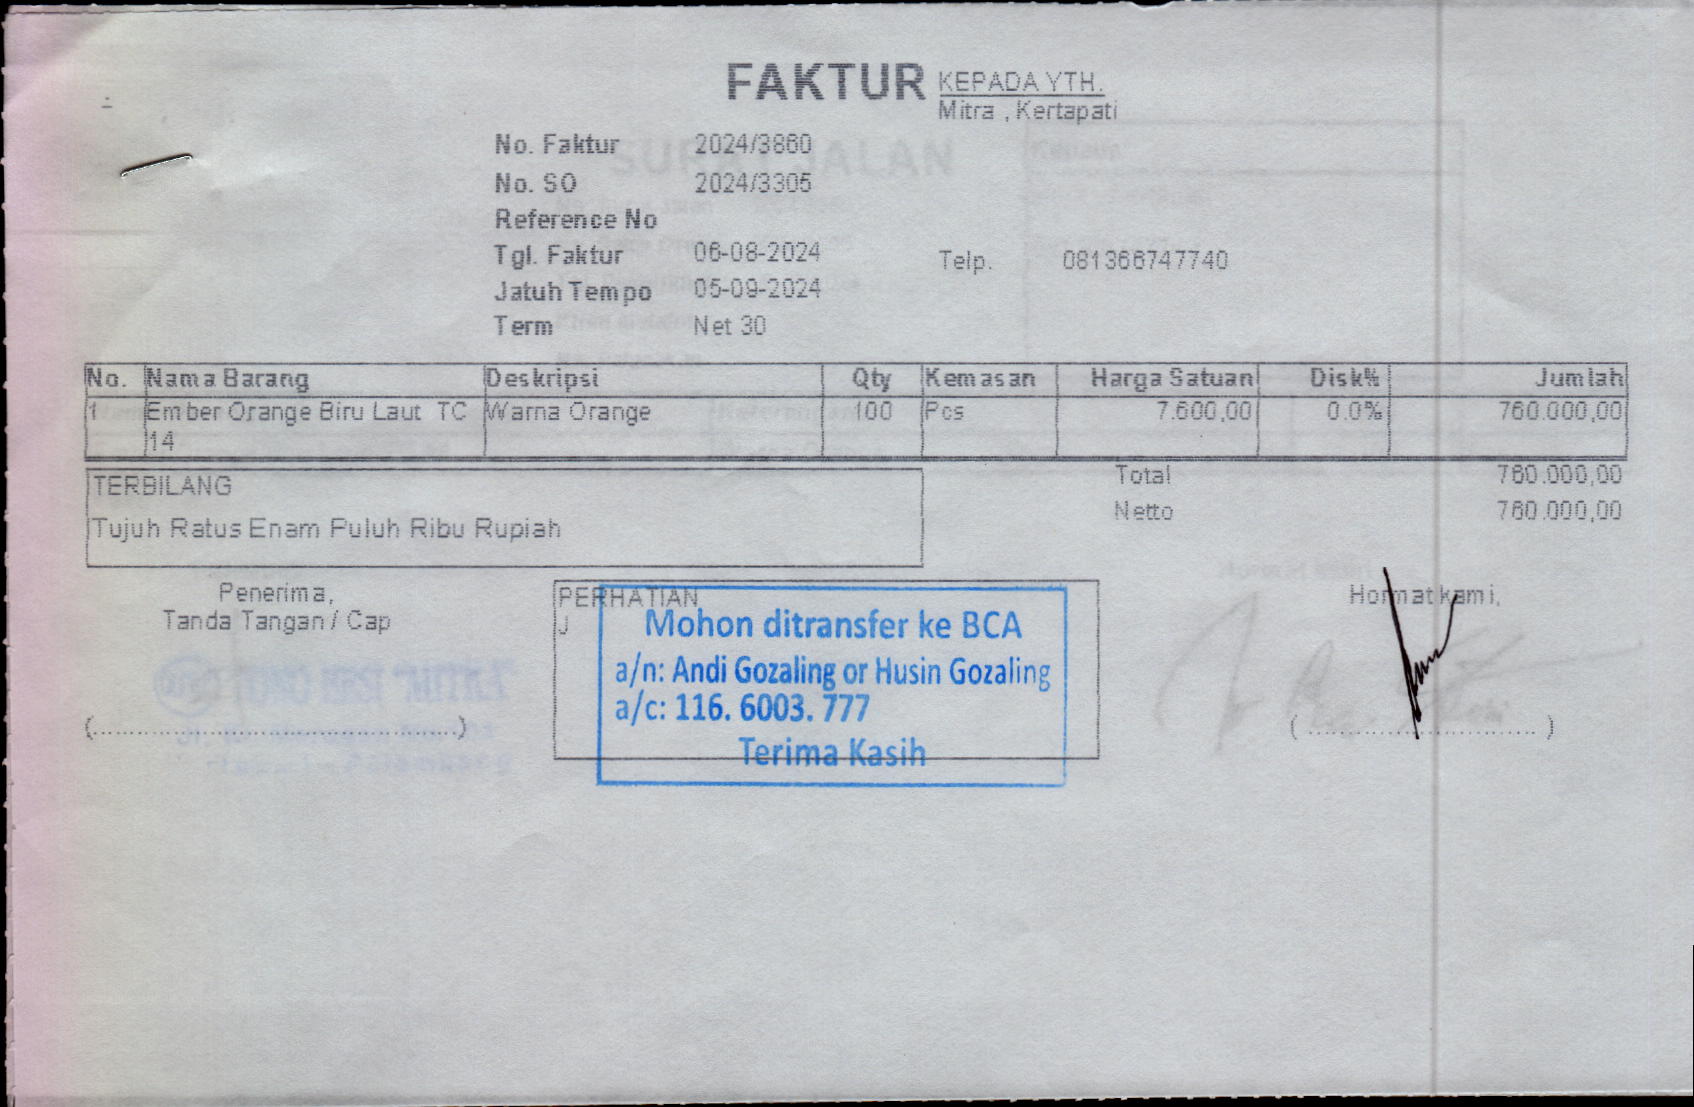 FAKTUR
KEPADA YTH.
Mitra , Kertapati
No. Faktur 2024/3860
No. SO 2024/3305
Reference No
Tgl. Faktur 06-08-2024
Telp. 081366747740
Jatuh Tempo 05-09-2024
Term Net 30
No. Nama Barang Deskripsi Qty Kemasan Harga Satuan Disk% Jumlah
1 Ember Orange Biru Laut TC Warna Orange 100 Pcs 7.600,00 0.0% 760.000,00
14
TERBILANG
Tujuh Ratus Enam Puluh Ribu Rupiah
Total 760.000,00
Netto 760.000,00
Penerima,
Tanda Tangan / Cap
(..............................)
PERHATIAN
J
Mohon ditransfer ke BCA
a/n: Andi Gozaling or Husin Gozaling
a/c: 116. 6003. 777
Terima Kasih
Hormat kami,
( .............................. )
SURAT JALAN